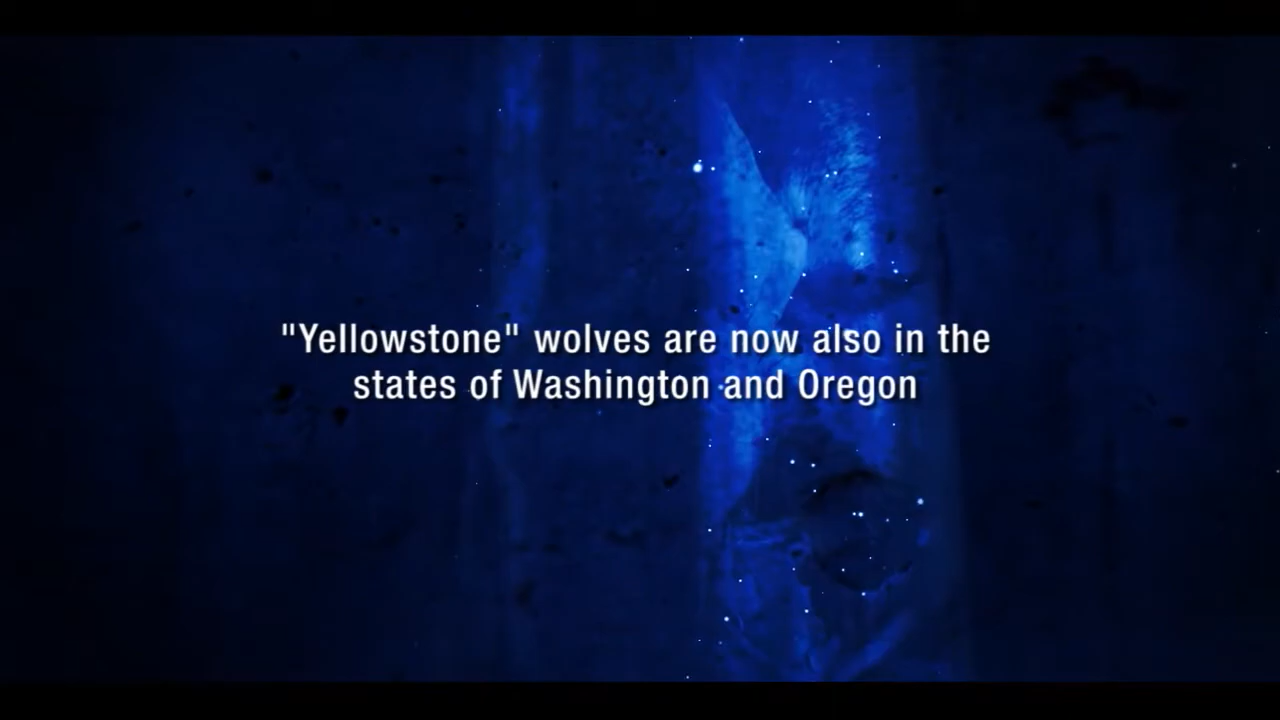 "Yellowstone" wolves are now also in the
states of Washington and Oregon